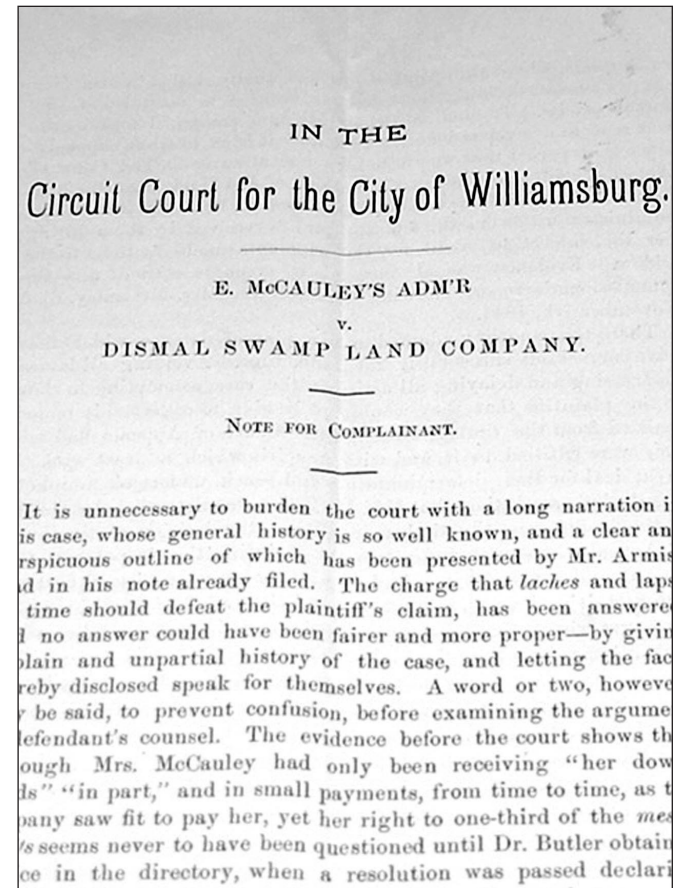 IN THE
Circuit Court for the City of Williamsburg.
E. McCAULEY'S ADM'R
v.
DISMAL SWAMP LAND COMPANY.
NOTE FOR COMPLAINANT.
It is unnecessary to burden the court with a long narration i
is case, whose general history is so well known, and a clear an
rspicuous outline of which has been presented by Mr. Armis
d in his note already filed. The charge that laches and laps
time should defeat the plaintiff's claim, has been answere
d no answer could have been fairer and more proper—by givin
plain and unpartial history of the case, and letting the fac
reby disclosed speak for themselves. A word or two, howeve
y be said, to prevent confusion, before examining the argume
defendant's counsel. The evidence before the court shows th
ough Mrs. McCauley had only been receiving "her dow
ds" "in part," and in small payments, from time to time, as t
pany saw fit to pay her, yet her right to one-third of the mes
's seems never to have been questioned until Dr. Butler obtain
ce in the directory, when a resolution was passed declari